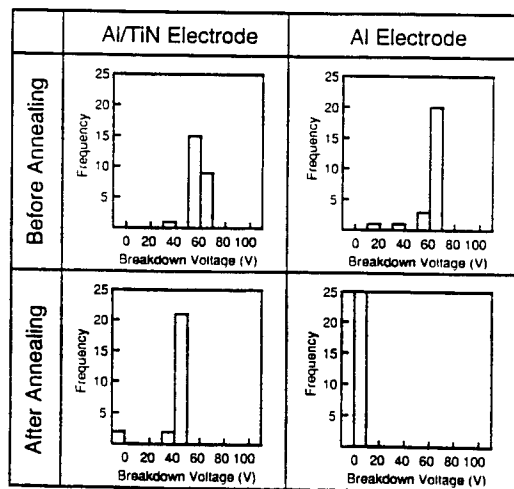 Al/TiN Electrode
Al Electrode
Before Annealing
Frequency
25
20
15
10
5
0 20 40 60 80 100
Breakdown Voltage (V)
Frequency
25
20
15
10
5
0 20 40 60 80 100
Breakdown Voltage (V)
After Annealing
Frequency
25
20
15
10
5
0 20 40 60 80 100
Breakdown Voltage (V)
Frequency
25
20
15
10
5
0 20 40 60 80 100
Breakdown Voltage (V)